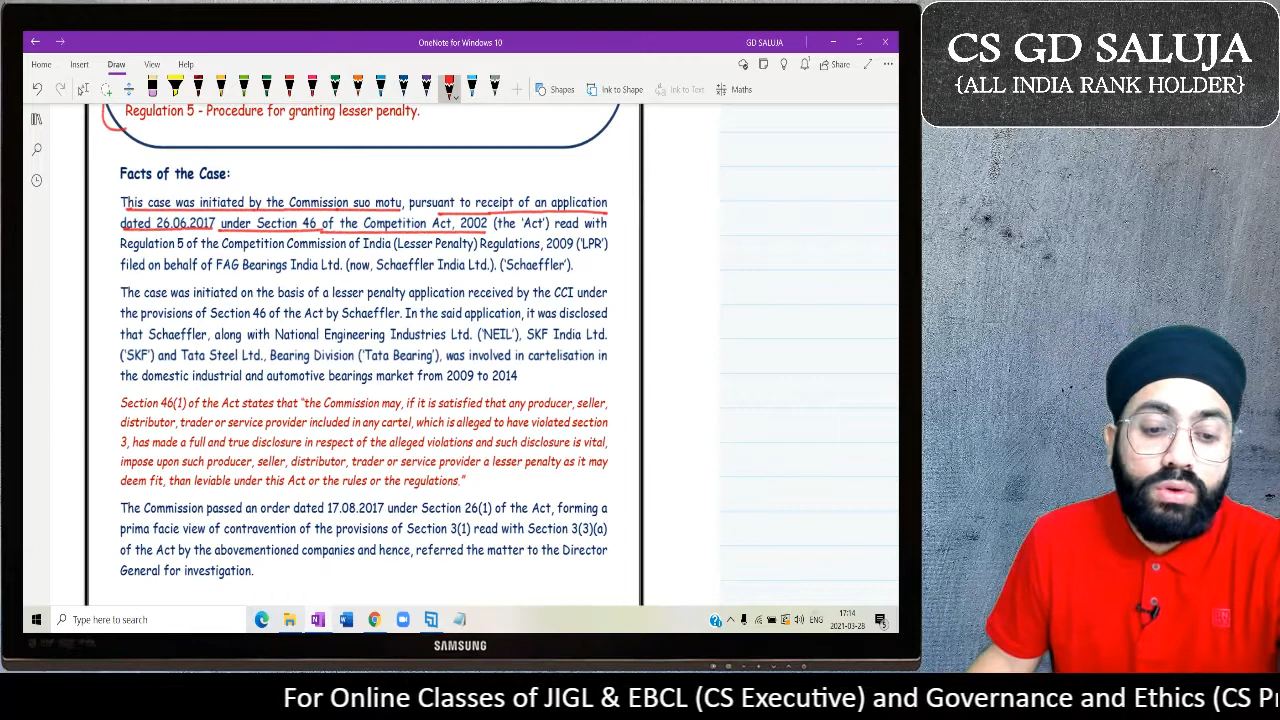 CS GD SALUJA
{ALL INDIA RANK HOLDER}
OneNote for Windows 10
GD SALUJA
Home Insert Draw View Help
Share
Shapes
Ink to Shape
Ink to Text
Maths
Regulation 5 - Procedure for granting lesser penalty.
Facts of the Case:
This case was initiated by the Commission suo motu, pursuant to receipt of an application
dated 26.06.2017 under Section 46 of the Competition Act, 2002 (the 'Act') read with
Regulation 5 of the Competition Commission of India (Lesser Penalty) Regulations, 2009 ('LPR')
filed on behalf of FAG Bearings India Ltd. (now, Schaeffler India Ltd.). ('Schaeffler').
The case was initiated on the basis of a lesser penalty application received by the CCI under
the provisions of Section 46 of the Act by Schaeffler. In the said application, it was disclosed
that Schaeffler, along with National Engineering Industries Ltd. ('NEIL'), SKF India Ltd.
('SKF') and Tata Steel Ltd., Bearing Division ('Tata Bearing'), was involved in cartelisation in
the domestic industrial and automotive bearings market from 2009 to 2014
Section 46(1) of the Act states that "the Commission may, if it is satisfied that any producer, seller,
distributor, trader or service provider included in any cartel, which is alleged to have violated section
3, has made a full and true disclosure in respect of the alleged violations and such disclosure is vital,
impose upon such producer, seller, distributor, trader or service provider a lesser penalty as it may
deem fit, than leviable under this Act or the rules or the regulations."
The Commission passed an order dated 17.08.2017 under Section 26(1) of the Act, forming a
prima facie view of contravention of the provisions of Section 3(1) read with Section 3(3)(a)
of the Act by the abovementioned companies and hence, referred the matter to the Director
General for investigation.
Type here to search
ENG
17:14
2021-03-28
SAMSUNG
For Online Classes of JIGL & EBCL (CS Executive) and Governance and Ethics (CS P